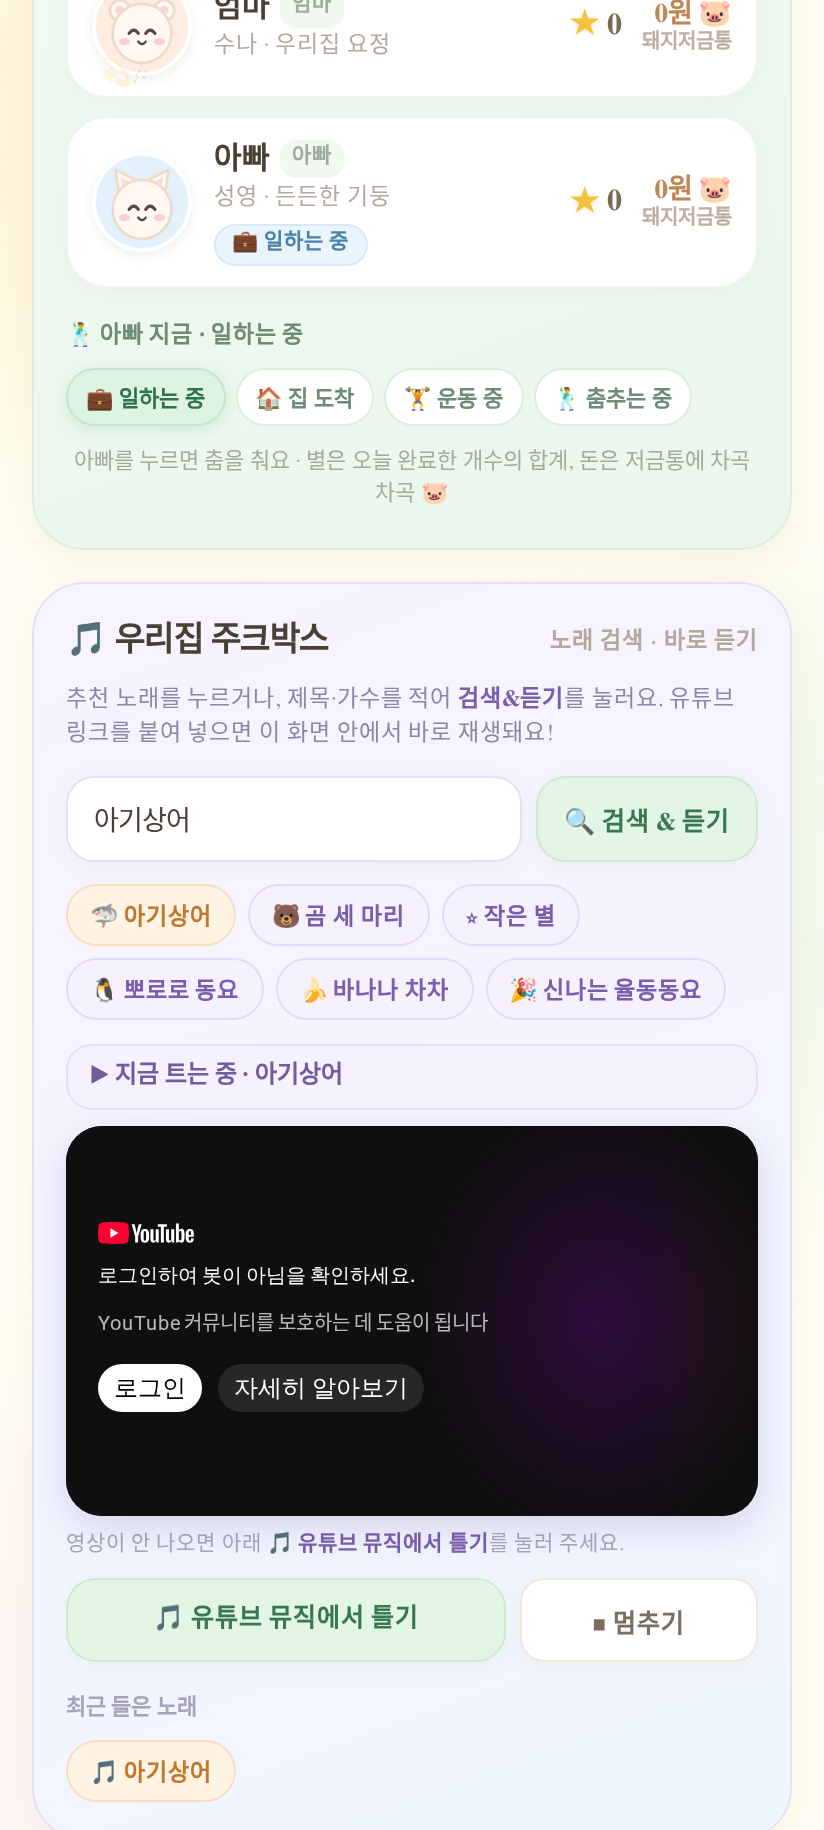 엄마 엄마
수나 · 우리집 요정
★ 0
0원 🐷
돼지저금통
아빠 아빠
성영 · 든든한 기둥
💼 일하는 중
★ 0
0원 🐷
돼지저금통
🕺 아빠 지금 · 일하는 중
💼 일하는 중 🏠 집 도착 🏋️ 운동 중 🕺 춤추는 중
아빠를 누르면 춤을 춰요 · 별은 오늘 완료한 개수의 합계, 돈은 저금통에 차곡
차곡 🐷
🎵 우리집 주크박스 노래 검색 · 바로 듣기
추천 노래를 누르거나, 제목·가수를 적어 검색&듣기를 눌러요. 유튜브
링크를 붙여 넣으면 이 화면 안에서 바로 재생돼요!
아기상어 🔍 검색 & 듣기
🦈 아기상어 🐻 곰 세 마리 ⭐ 작은 별
🐧 뽀로로 동요 🍌 바나나 차차 🎉 신나는 율동동요
▶ 지금 트는 중 · 아기상어
YouTube
로그인하여 봇이 아님을 확인하세요.
YouTube 커뮤니티를 보호하는 데 도움이 됩니다
로그인 자세히 알아보기
영상이 안 나오면 아래 🎵 유튜브 뮤직에서 틀기를 눌러 주세요.
🎵 유튜브 뮤직에서 틀기 ■ 멈추기
최근 들은 노래
🎵 아기상어